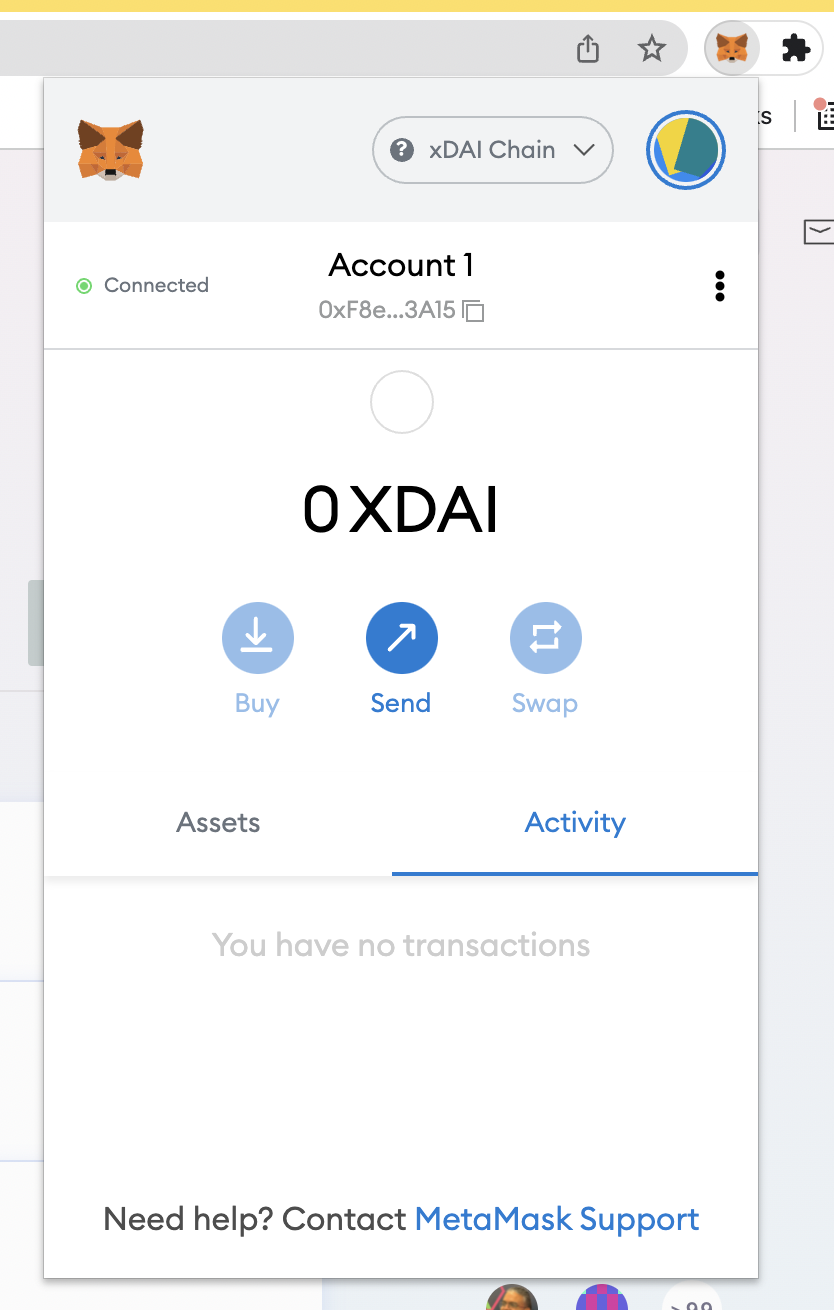 xDAI Chain
Account 1
Connected
0xF8e...3A15
0 XDAI
Buy
Send
Swap
Assets
Activity
You have no transactions
Need help? Contact MetaMask Support